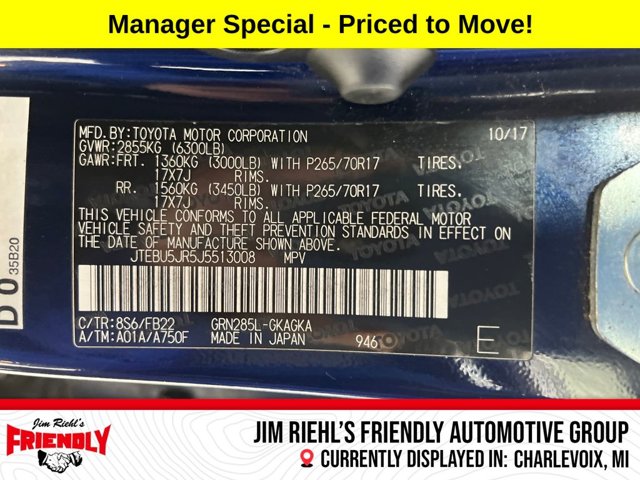 Manager Special - Priced to Move!
MFD. BY: TOYOTA MOTOR CORPORATION 10/17
GVWR: 2855KG (6300LB)
GAWR: FRT. 1360KG (3000LB) WITH P265/70R17 TIRES.
17X7J RIMS.
RR. 1560KG (3450LB) WITH P265/70R17 TIRES.
17X7J RIMS.
THIS VEHICLE CONFORMS TO ALL APPLICABLE FEDERAL MOTOR
VEHICLE SAFETY AND THEFT PREVENTION STANDARDS IN EFFECT ON
THE DATE OF MANUFACTURE SHOWN ABOVE.
JTEBU5JR5J5513008 MPV
C/TR: 8S6/FB22 GRN285L-GKAGKA
A/TM: A01A/A750F MADE IN JAPAN 946 E
D 0 35B20
Jim Riehl's
FRIENDLY
JIM RIEHL'S FRIENDLY AUTOMOTIVE GROUP
CURRENTLY DISPLAYED IN: CHARLEVOIX, MI